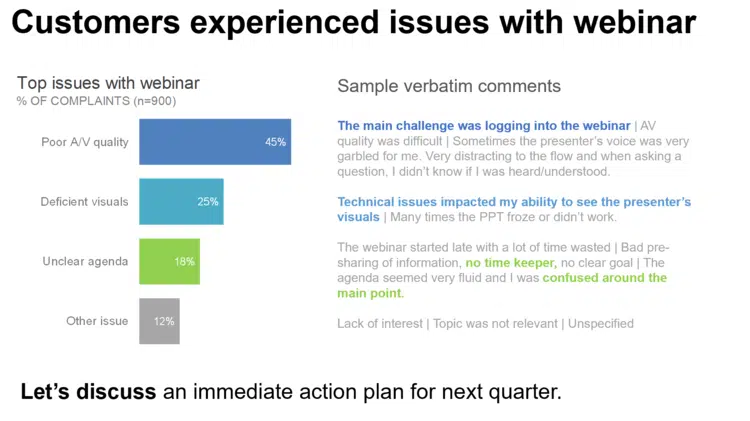 Customers experienced issues with webinar
Top issues with webinar
% OF COMPLAINTS (n=900)
Poor A/V quality
45%
Deficient visuals
25%
Unclear agenda
18%
Other issue
12%
Sample verbatim comments
The main challenge was logging into the webinar | AV
quality was difficult | Sometimes the presenter's voice was very
garbled for me. Very distracting to the flow and when asking a
question, I didn't know if I was heard/understood.
Technical issues impacted my ability to see the presenter's
visuals | Many times the PPT froze or didn't work.
The webinar started late with a lot of time wasted | Bad pre-
sharing of information, no time keeper, no clear goal | The
agenda seemed very fluid and I was confused around the
main point.
Lack of interest | Topic was not relevant | Unspecified
Let's discuss an immediate action plan for next quarter.